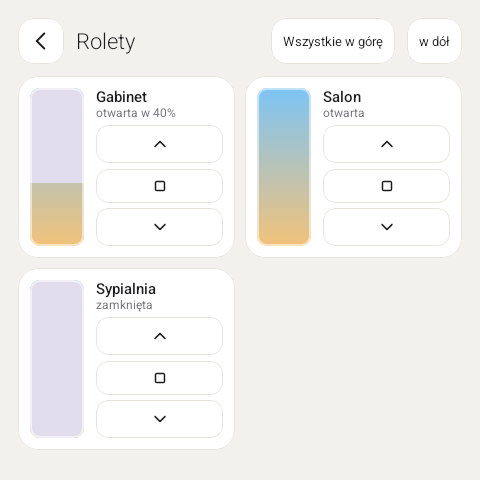 Rolety
Wszystkie w górę
w dół
Gabinet
otwarta w 40%
Salon
otwarta
Sypialnia
zamknięta